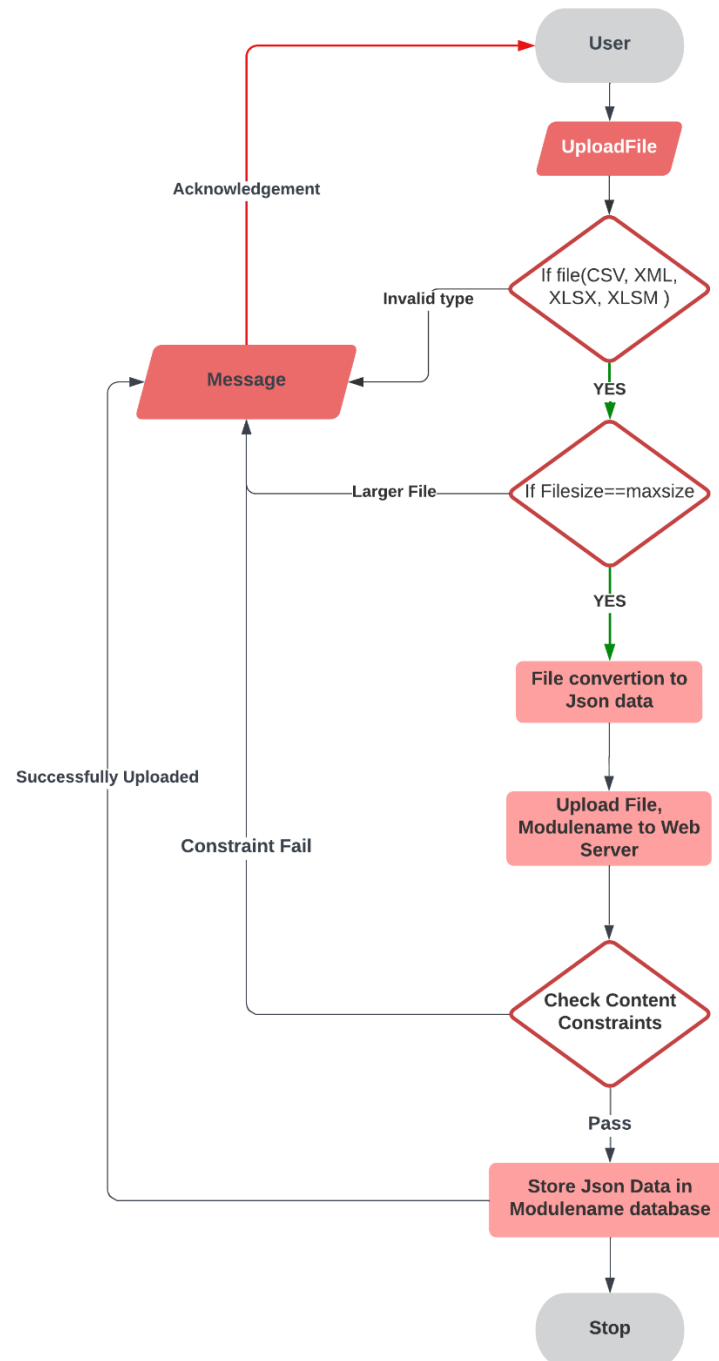 User
UploadFile
Acknowledgement
If file(CSV, XML,
XLSX, XLSM )
Invalid type
Message
YES
If Filesize==maxsize
Larger File
YES
File convertion to
Json data
Successfully Uploaded
Upload File,
Modulename to Web
Server
Constraint Fail
Check Content
Constraints
Pass
Store Json Data in
Modulename database
Stop